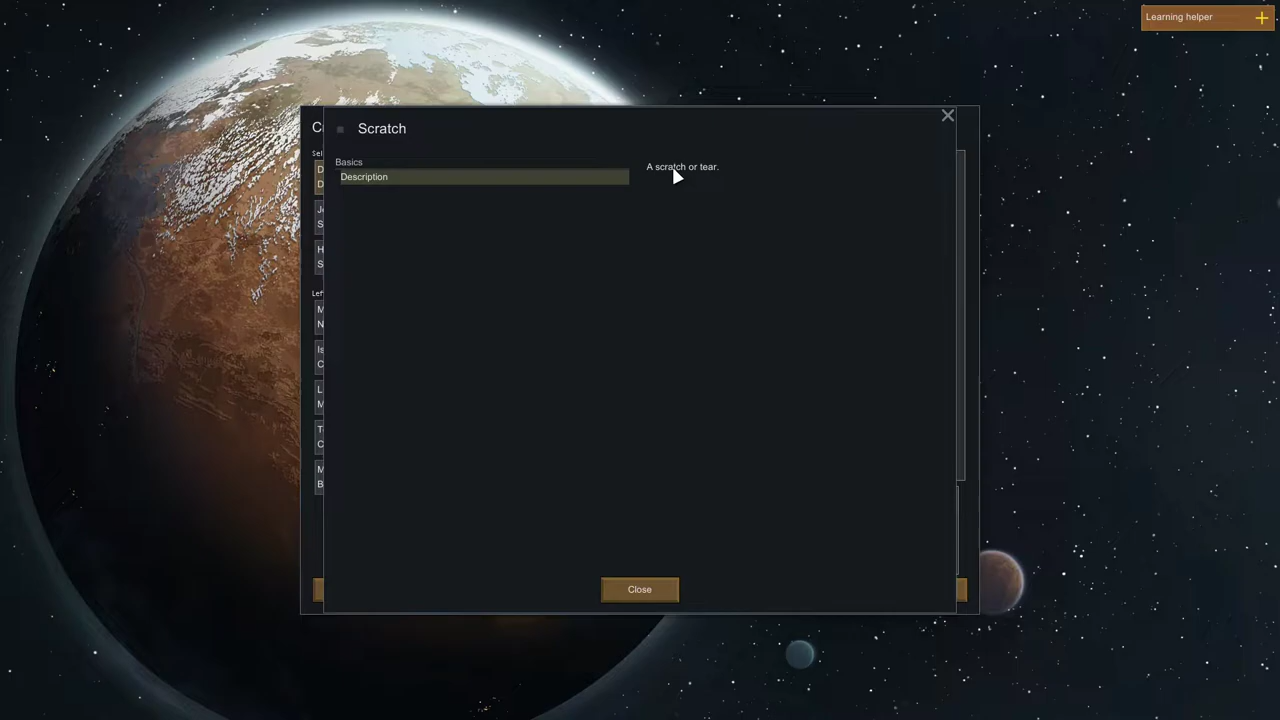 Learning helper
Scratch
Basics
Description
A scratch or tear.
Close